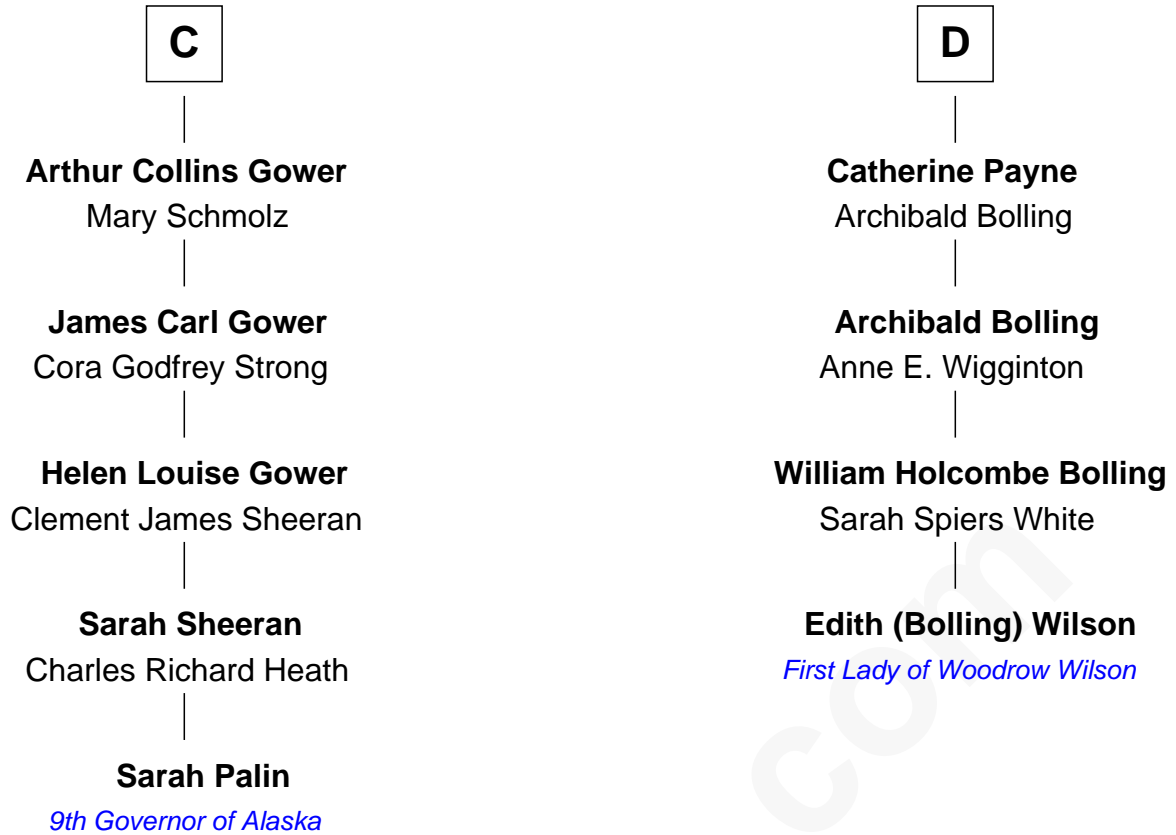 C
Arthur Collins Gower
Mary Schmolz
James Carl Gower
Cora Godfrey Strong
Helen Louise Gower
Clement James Sheeran
Sarah Sheeran
Charles Richard Heath
Sarah Palin
9th Governor of Alaska
D
Catherine Payne
Archibald Bolling
Archibald Bolling
Anne E. Wigginton
William Holcombe Bolling
Sarah Spiers White
Edith (Bolling) Wilson
First Lady of Woodrow Wilson
com